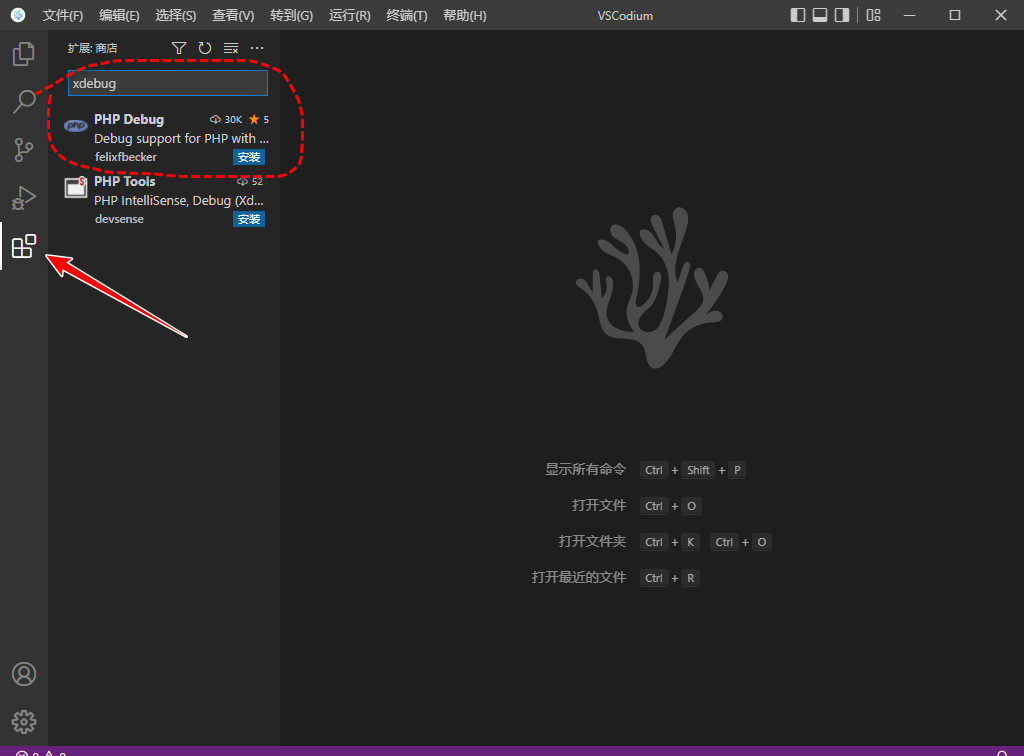 文件(F) 编辑(E) 选择(S) 查看(V) 转到(G) 运行(R) 终端(T) 帮助(H) VSCodium
扩展: 商店
xdebug
php
PHP Debug 30K 5
Debug support for PHP with ...
felixfbecker 安装
PHP Tools 52
PHP IntelliSense, Debug (Xd...
devsense 安装
显示所有命令 Ctrl + Shift + P
打开文件 Ctrl + O
打开文件夹 Ctrl + K Ctrl + O
打开最近的文件 Ctrl + R